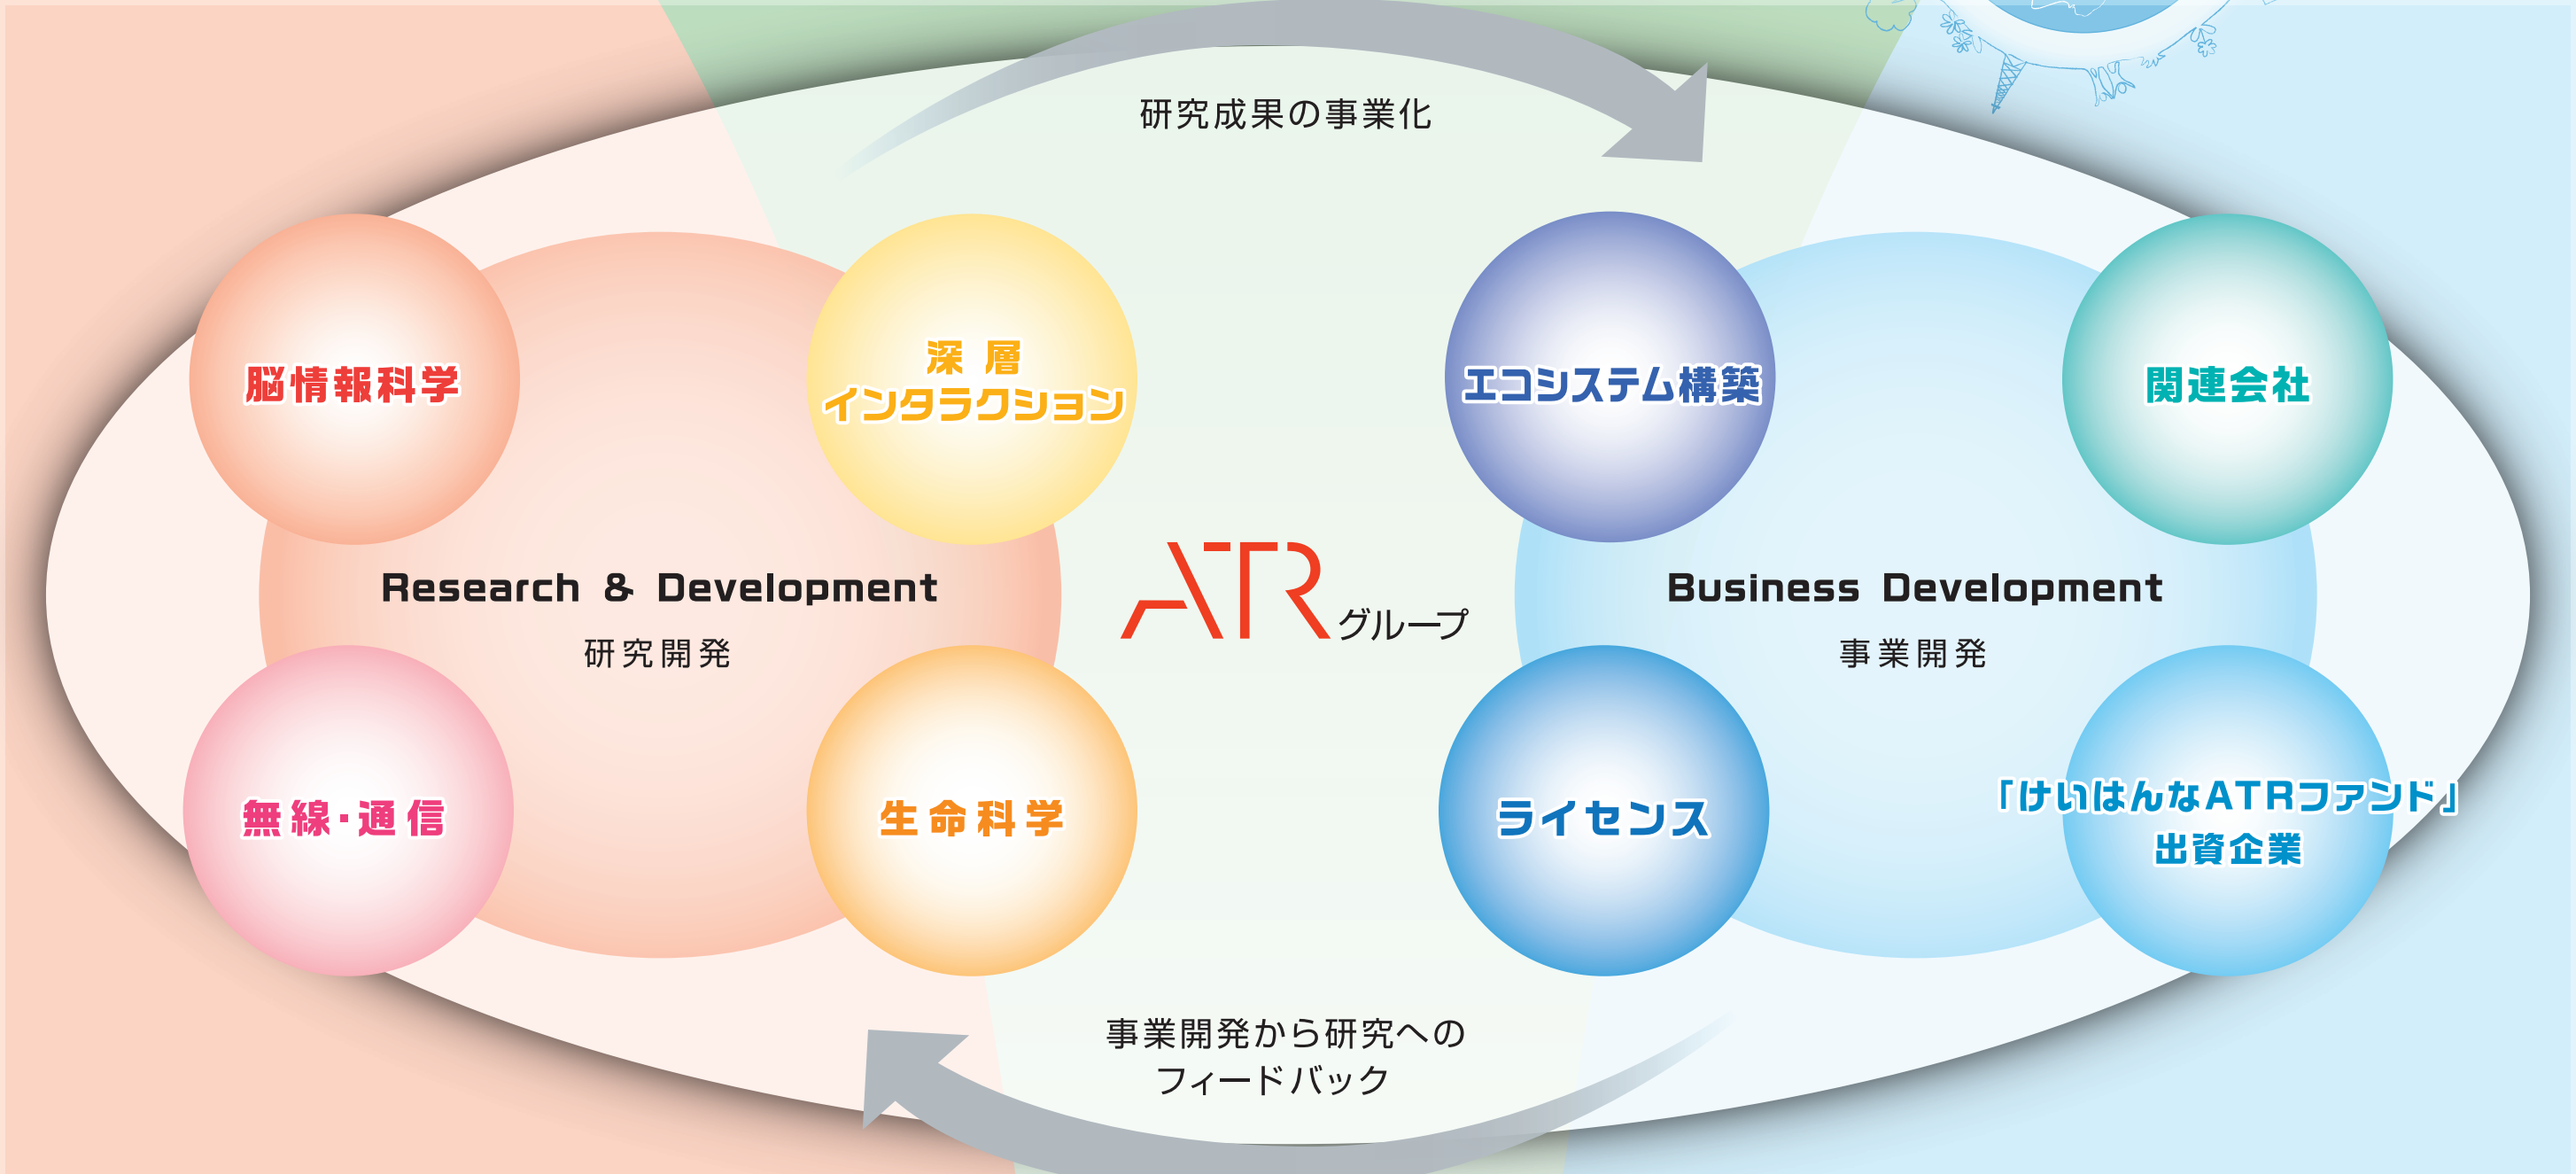 研究成果の事業化
脳情報科学
深層
インタラクション
エコシステム構築
関連会社
Research & Development
研究開発
ATRグループ
Business Development
事業開発
無線・通信
生命科学
ライセンス
「けいはんなATRファンド」
出資企業
事業開発から研究への
フィードバック